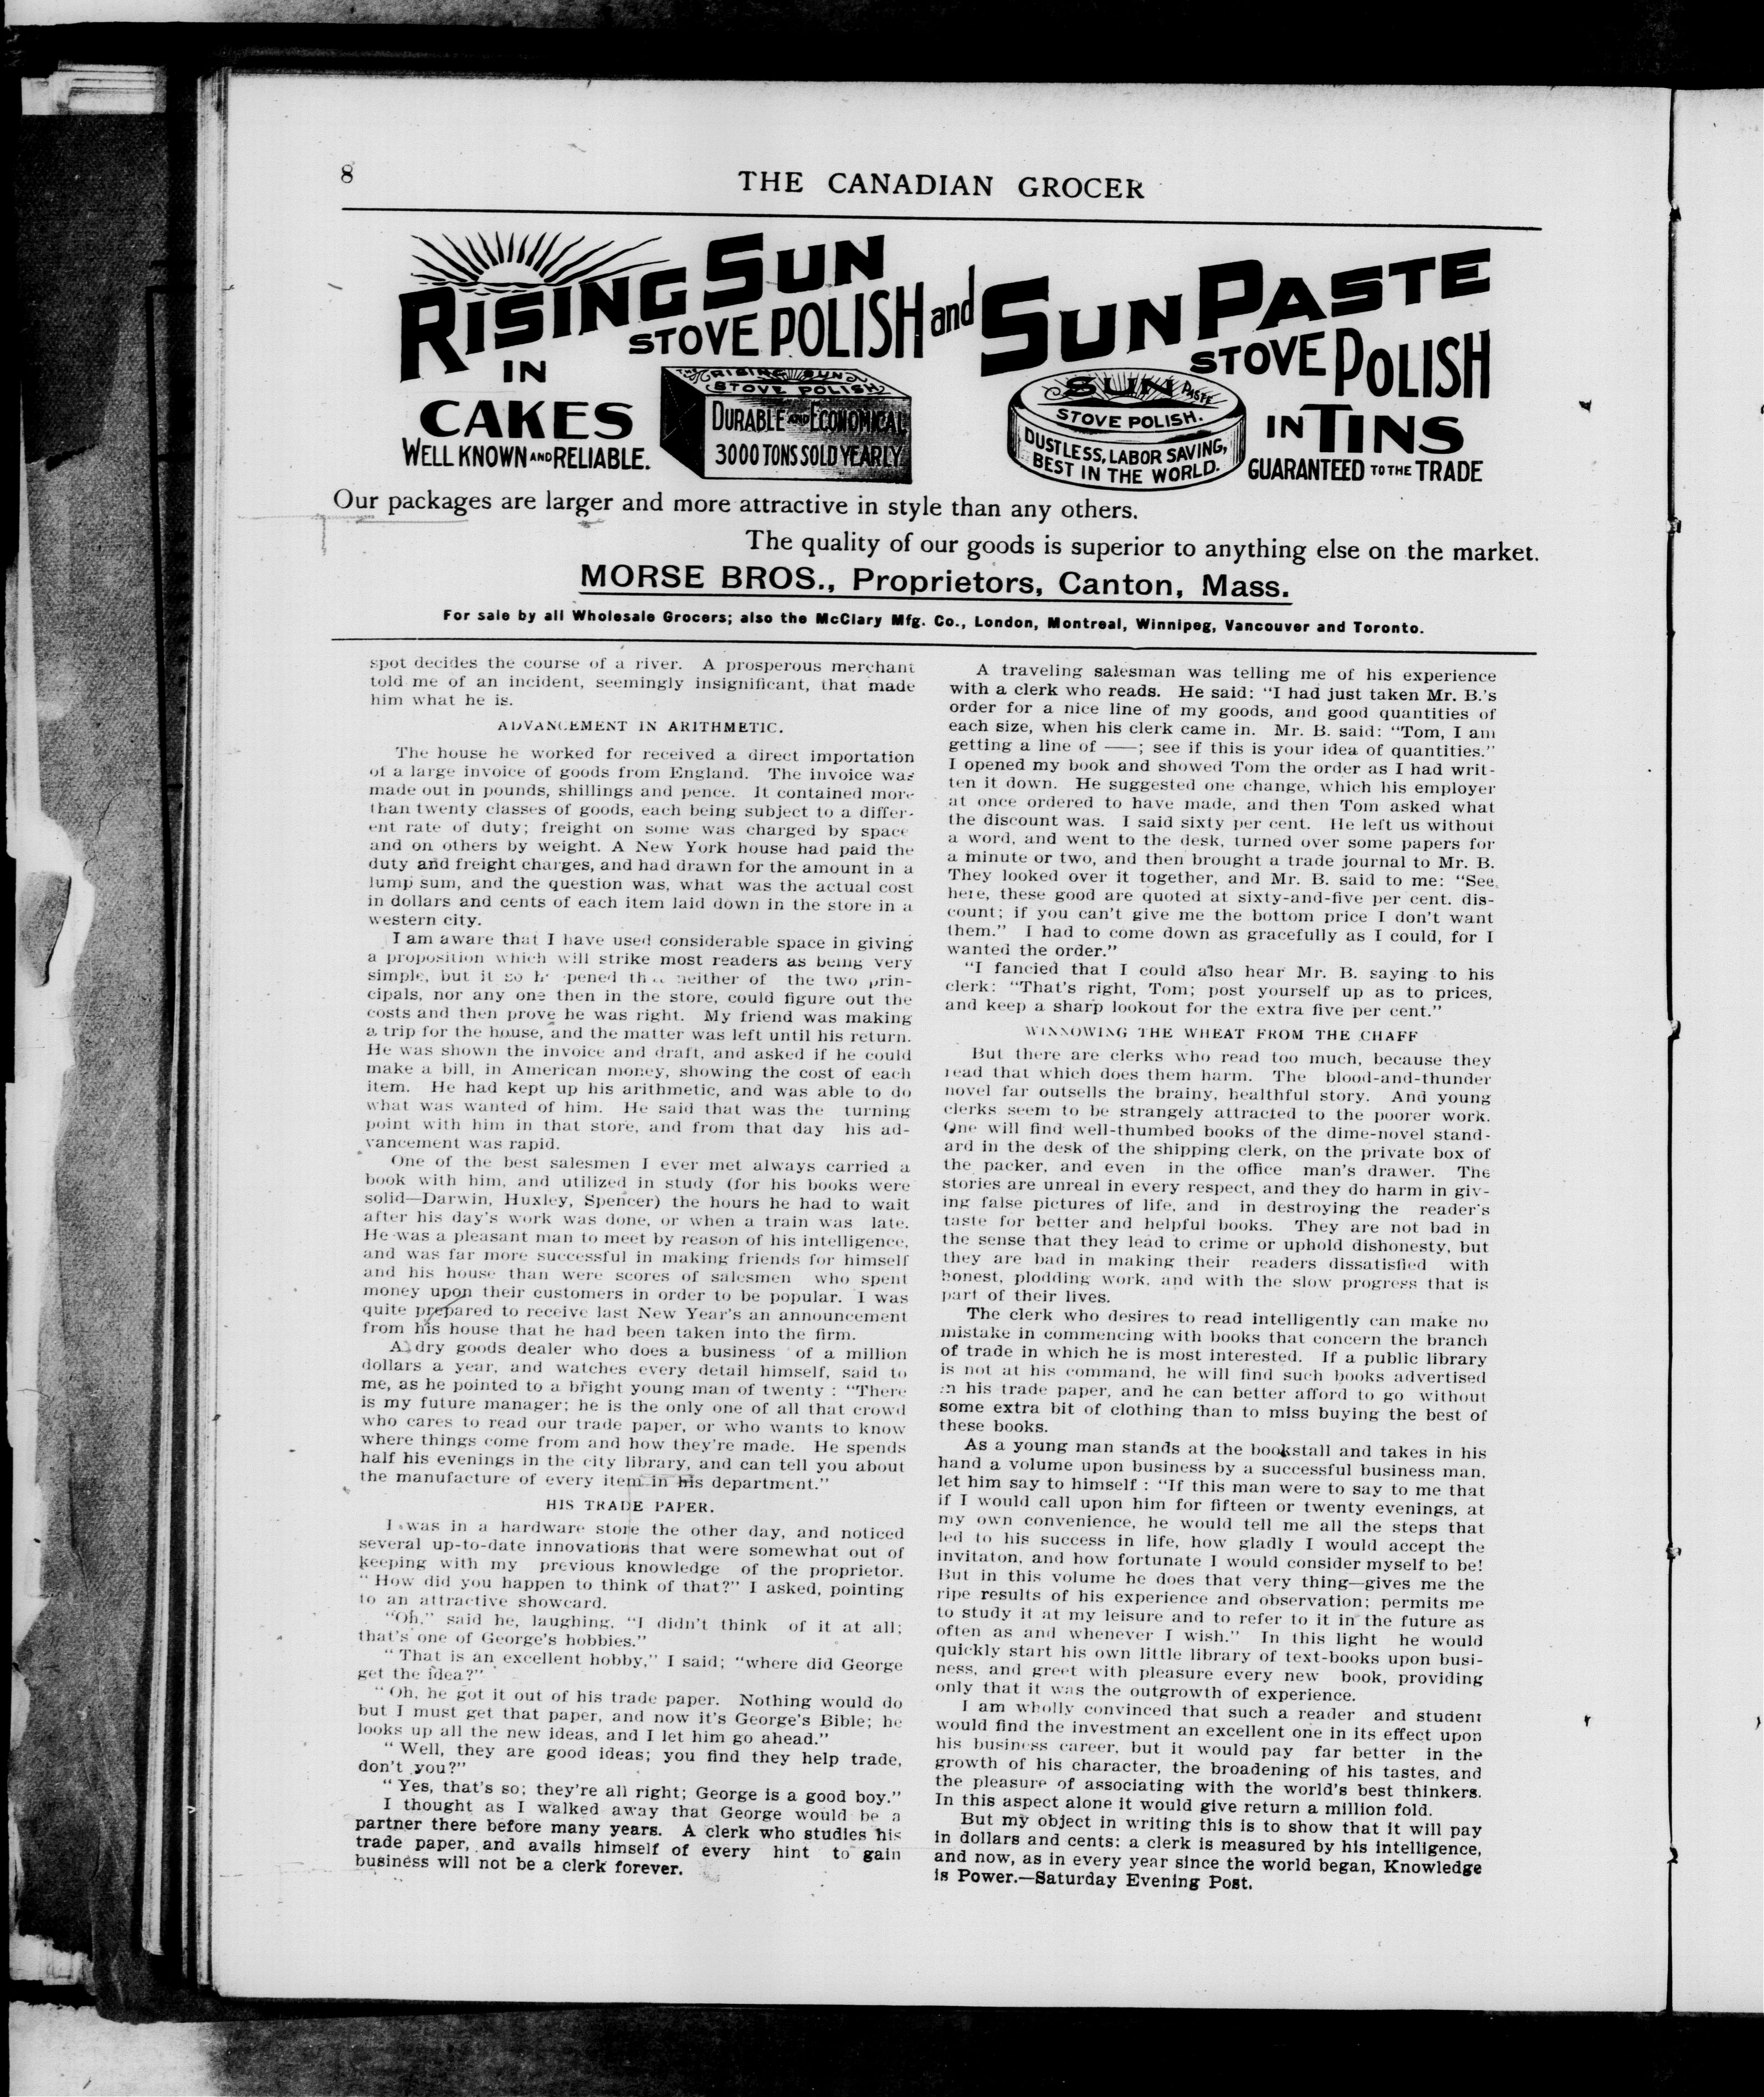 8
THE CANADIAN GROCER
RISING SUN
STOVE POLISH and
SUN PASTE
STOVE POLISH
IN
CAKES
WELL KNOWN AND RELIABLE.
RISING SUN
STOVE POLISH
DURABLE AND ECONOMICAL
3000 TONS SOLD YEARLY
SUN PASTE
STOVE POLISH.
DUSTLESS, LABOR SAVING,
BEST IN THE WORLD.
IN TINS
GUARANTEED TO THE TRADE
Our packages are larger and more attractive in style than any others.
The quality of our goods is superior to anything else on the market.
MORSE BROS., Proprietors, Canton, Mass.
For sale by all Wholesale Grocers; also the McClary Mfg. Co., London, Montreal, Winnipeg, Vancouver and Toronto.
spot decides the course of a river. A prosperous merchant
told me of an incident, seemingly insignificant, that made
him what he is.
ADVANCEMENT IN ARITHMETIC.
The house he worked for received a direct importation
of a large invoice of goods from England. The invoice was
made out in pounds, shillings and pence. It contained more
than twenty classes of goods, each being subject to a differ-
ent rate of duty; freight on some was charged by space
and on others by weight. A New York house had paid the
duty and freight charges, and had drawn for the amount in a
lump sum, and the question was, what was the actual cost
in dollars and cents of each item laid down in the store in a
western city.
I am aware that I have used considerable space in giving
a proposition which will strike most readers as being very
simple, but it so neither of the two prin-
cipals, nor any one then in the store, could figure out the
costs and then prove he was right. My friend was making
a trip for the house, and the matter was left until his return.
He was shown the invoice and draft, and asked if he could
make a bill, in American money, showing the cost of each
item. He had kept up his arithmetic, and was able to do
what was wanted of him. He said that was the turning
point with him in that store, and from that day his ad-
vancement was rapid.
One of the best salesmen I ever met always carried a
book with him, and utilized in study (for his books were
solid—Darwin, Huxley, Spencer) the hours he had to wait
after his day's work was done, or when a train was late.
He was a pleasant man to meet by reason of his intelligence,
and was far more successful in making friends for himself
and his house than were scores of salesmen who spent
money upon their customers in order to be popular. I was
quite prepared to receive last New Year's an announcement
from his house that he had been taken into the firm.
A dry goods dealer who does a business of a million
dollars a year, and watches every detail himself, said to
me, as he pointed to a bright young man of twenty : "There
is my future manager; he is the only one of all that crowd
who cares to read our trade paper, or who wants to know
where things come from and how they're made. He spends
half his evenings in the city library, and can tell you about
the manufacture of every item in his department."
HIS TRADE PAPER.
I was in a hardware store the other day, and noticed
several up-to-date innovations that were somewhat out of
keeping with my previous knowledge of the proprietor.
"How did you happen to think of that?" I asked, pointing
to an attractive showcard.
"Oh," said he, laughing, "I didn't think of it at all;
that's one of George's hobbies."
"That is an excellent hobby," I said; "where did George
get the idea?"
"Oh, he got it out of his trade paper. Nothing would do
but I must get that paper, and now it's George's Bible; he
looks up all the new ideas, and I let him go ahead."
"Well, they are good ideas; you find they help trade,
don't you?"
"Yes, that's so; they're all right; George is a good boy."
I thought as I walked away that George would be a
partner there before many years. A clerk who studies his
trade paper, and avails himself of every hint to gain
business will not be a clerk forever.
A traveling salesman was telling me of his experience
with a clerk who reads. He said: "I had just taken Mr. B.'s
order for a nice line of my goods, and good quantities of
each size, when his clerk came in. Mr. B. said: "Tom, I am
getting a line of ——; see if this is your idea of quantities."
I opened my book and showed Tom the order as I had writ-
ten it down. He suggested one change, which his employer
at once ordered to have made, and then Tom asked what
the discount was. I said sixty per cent. He left us without
a word, and went to the desk, turned over some papers for
a minute or two, and then brought a trade journal to Mr. B.
They looked over it together, and Mr. B. said to me: "See
here, these good are quoted at sixty-and-five per cent. dis-
count; if you can't give me the bottom price I don't want
them." I had to come down as gracefully as I could, for I
wanted the order."
"I fancied that I could also hear Mr. B. saying to his
clerk: "That's right, Tom; post yourself up as to prices,
and keep a sharp lookout for the extra five per cent."
WINNOWING THE WHEAT FROM THE CHAFF
But there are clerks who read too much, because they
read that which does them harm. The blood-and-thunder
novel far outsells the brainy, healthful story. And young
clerks seem to be strangely attracted to the poorer work.
One will find well-thumbed books of the dime-novel stand-
ard in the desk of the shipping clerk, on the private box of
the packer, and even in the office man's drawer. The
stories are unreal in every respect, and they do harm in giv-
ing false pictures of life, and in destroying the reader's
taste for better and helpful books. They are not bad in
the sense that they lead to crime or uphold dishonesty, but
they are bad in making their readers dissatisfied with
honest, plodding work, and with the slow progress that is
part of their lives.
The clerk who desires to read intelligently can make no
mistake in commencing with books that concern the branch
of trade in which he is most interested. If a public library
is not at his command, he will find such books advertised
in his trade paper, and he can better afford to go without
some extra bit of clothing than to miss buying the best of
these books.
As a young man stands at the bookstall and takes in his
hand a volume upon business by a successful business man,
let him say to himself : "If this man were to say to me that
if I would call upon him for fifteen or twenty evenings, at
my own convenience, he would tell me all the steps that
led to his success in life, how gladly I would accept the
invitaton, and how fortunate I would consider myself to be!
But in this volume he does that very thing—gives me the
ripe results of his experience and observation; permits me
to study it at my leisure and to refer to it in the future as
often as and whenever I wish." In this light he would
quickly start his own little library of text-books upon busi-
ness, and greet with pleasure every new book, providing
only that it was the outgrowth of experience.
I am wholly convinced that such a reader and student
would find the investment an excellent one in its effect upon
his business career, but it would pay far better in the
growth of his character, the broadening of his tastes, and
the pleasure of associating with the world's best thinkers.
In this aspect alone it would give return a million fold.
But my object in writing this is to show that it will pay
in dollars and cents: a clerk is measured by his intelligence,
and now, as in every year since the world began, Knowledge
is Power.—Saturday Evening Post.